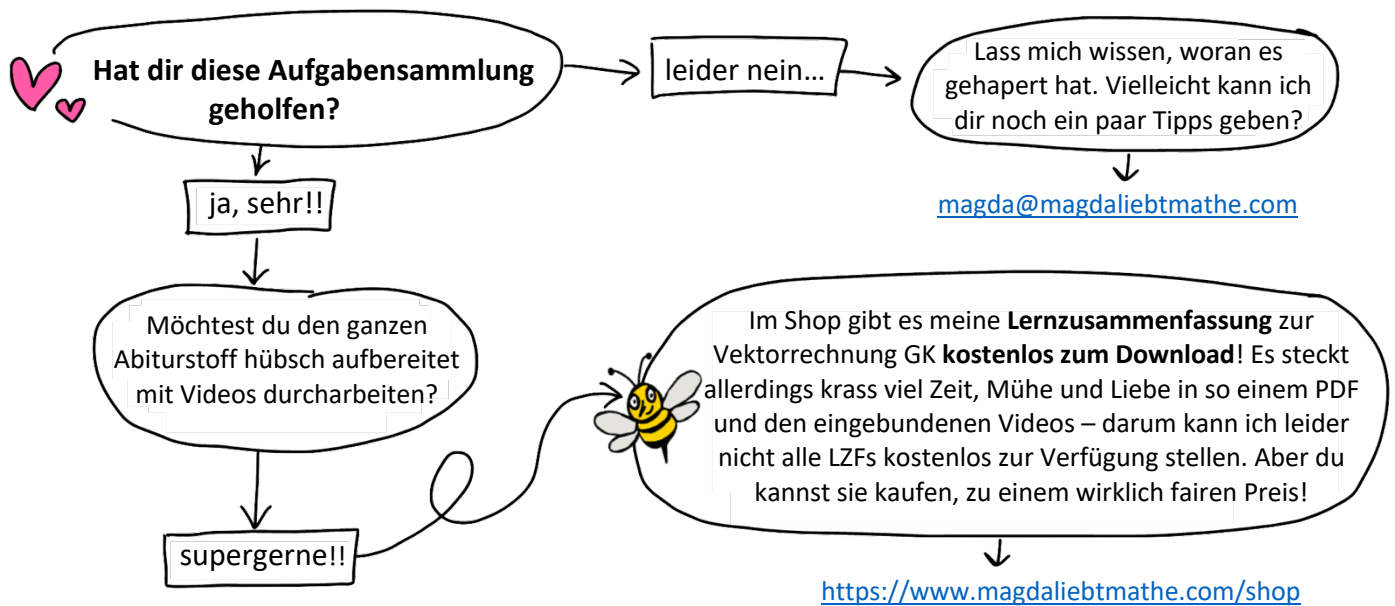 Hat dir diese Aufgabensammlung
geholfen?
leider nein…
Lass mich wissen, woran es
gehapert hat. Vielleicht kann ich
dir noch ein paar Tipps geben?
magda@magdaliebtmathe.com
ja, sehr!!
Möchtest du den ganzen
Abiturstoff hübsch aufbereitet
mit Videos durcharbeiten?
supergerne!!
Im Shop gibt es meine Lernzusammenfassung zur
Vektorrechnung GK kostenlos zum Download! Es steckt
allerdings krass viel Zeit, Mühe und Liebe in so einem PDF
und den eingebundenen Videos – darum kann ich leider
nicht alle LZFs kostenlos zur Verfügung stellen. Aber du
kannst sie kaufen, zu einem wirklich fairen Preis!
https://www.magdaliebtmathe.com/shop